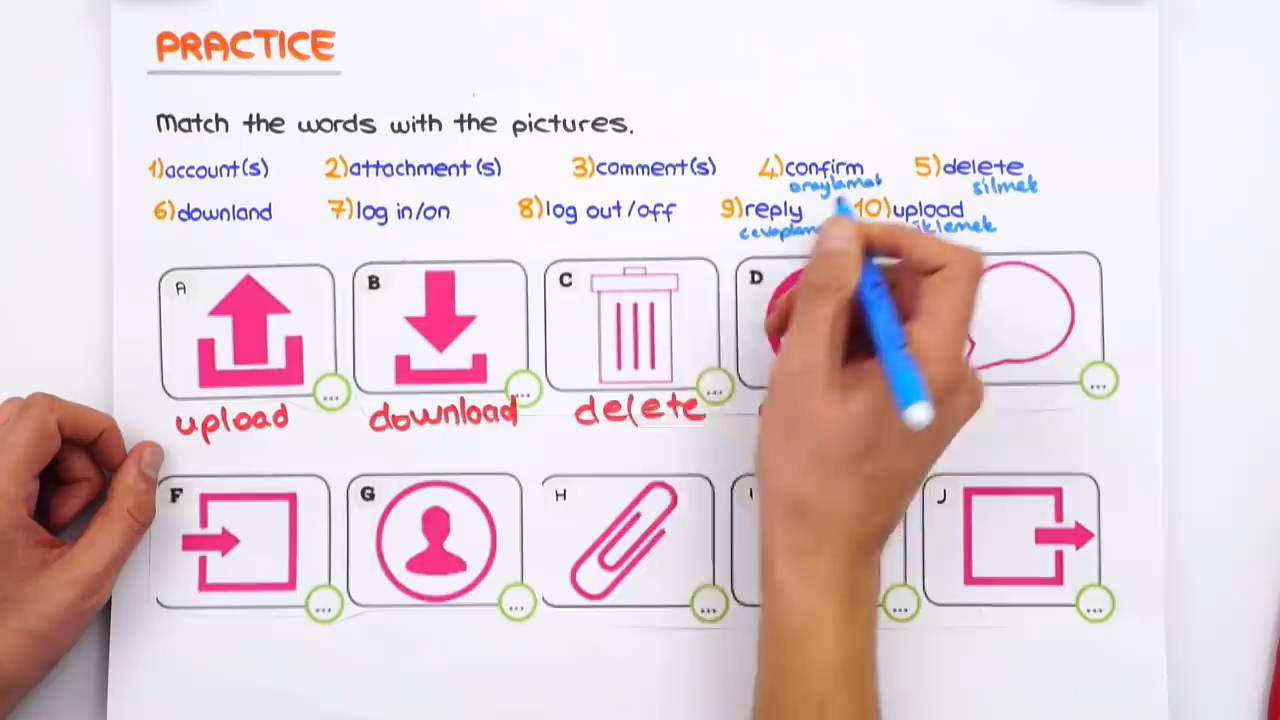 PRACTICE
Match the words with the pictures.
1)account(s) 2)attachment(s) 3)comment(s) 4)confirm 5)delete
onaylamak silmek
6)downland 7)log in/on 8)log out/off 9)reply 10)upload
A B C D
... ... ... ...
upload download delete
F G H J
... ... ... ... ...